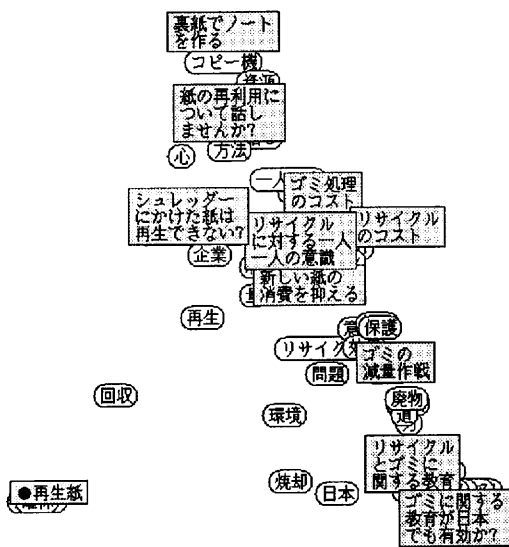 裏紙でノート
を作る
コピー機
資源
紙の再利用に
ついて話し
ませんか?
心
方法
一人
ゴミ処理
のコスト
シュレッダー
にかけた紙は
再生できない?
リサイクル
に対する一人
一人の意識
リサイクル
のコスト
企業
新しい紙の
消費を抑える
再生
保護
リサイク
ゴミの
減量作戦
問題
回収
廃物
環境
リサイクル
とゴミに
関する教育
焼却
日本
●再生紙
ゴミに関する
教育が日本
でも有効か?